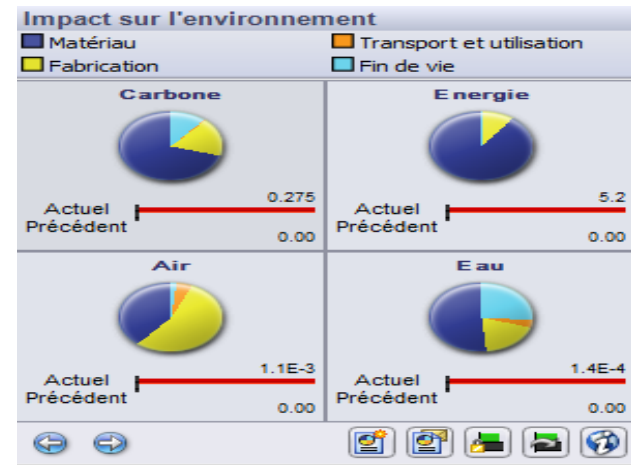 Impact sur l'environnement
Matériau
Transport et utilisation
Fabrication
Fin de vie
Carbone
0.275
Actuel
Précédent
0.00
Energie
5.2
Actuel
Précédent
0.00
Air
1.1E-3
Actuel
Précédent
0.00
Eau
1.4E-4
Actuel
Précédent
0.00